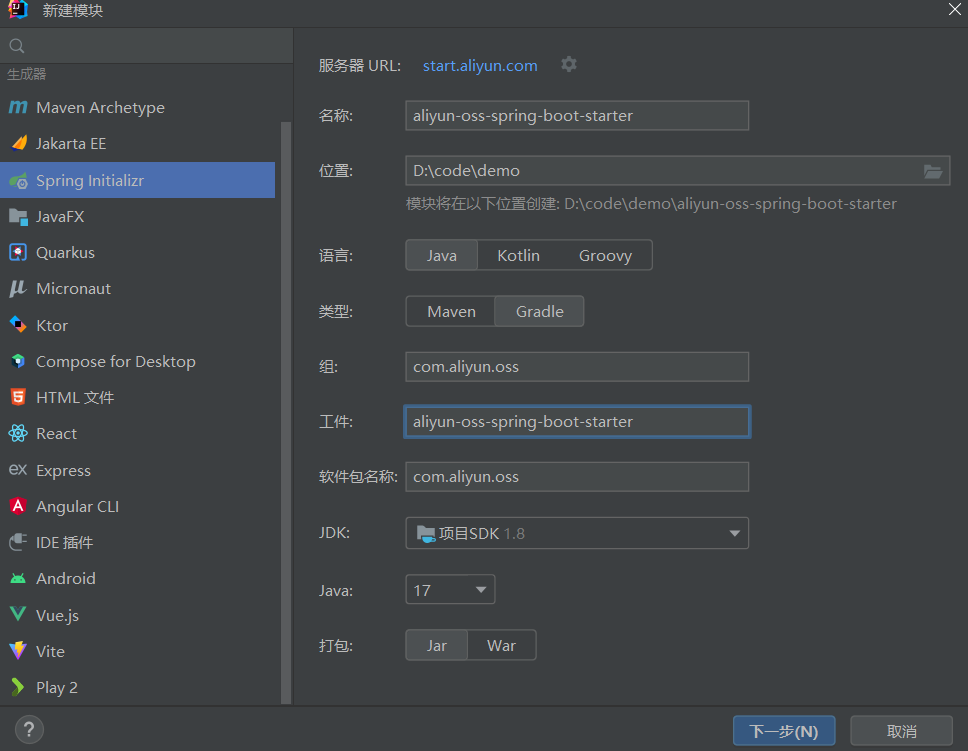 新建模块
生成器
Maven Archetype
Jakarta EE
Spring Initializr
JavaFX
Quarkus
Micronaut
Ktor
Compose for Desktop
HTML 文件
React
ex Express
Angular CLI
IDE 插件
Android
Vue.js
Vite
Play 2
服务器 URL: start.aliyun.com
名称: aliyun-oss-spring-boot-starter
位置: D:\code\demo
模块将在以下位置创建: D:\code\demo\aliyun-oss-spring-boot-starter
语言: Java Kotlin Groovy
类型: Maven Gradle
组: com.aliyun.oss
工件: aliyun-oss-spring-boot-starter
软件包名称: com.aliyun.oss
JDK: 项目SDK 1.8
Java: 17
打包: Jar War
? 下一步(N) 取消